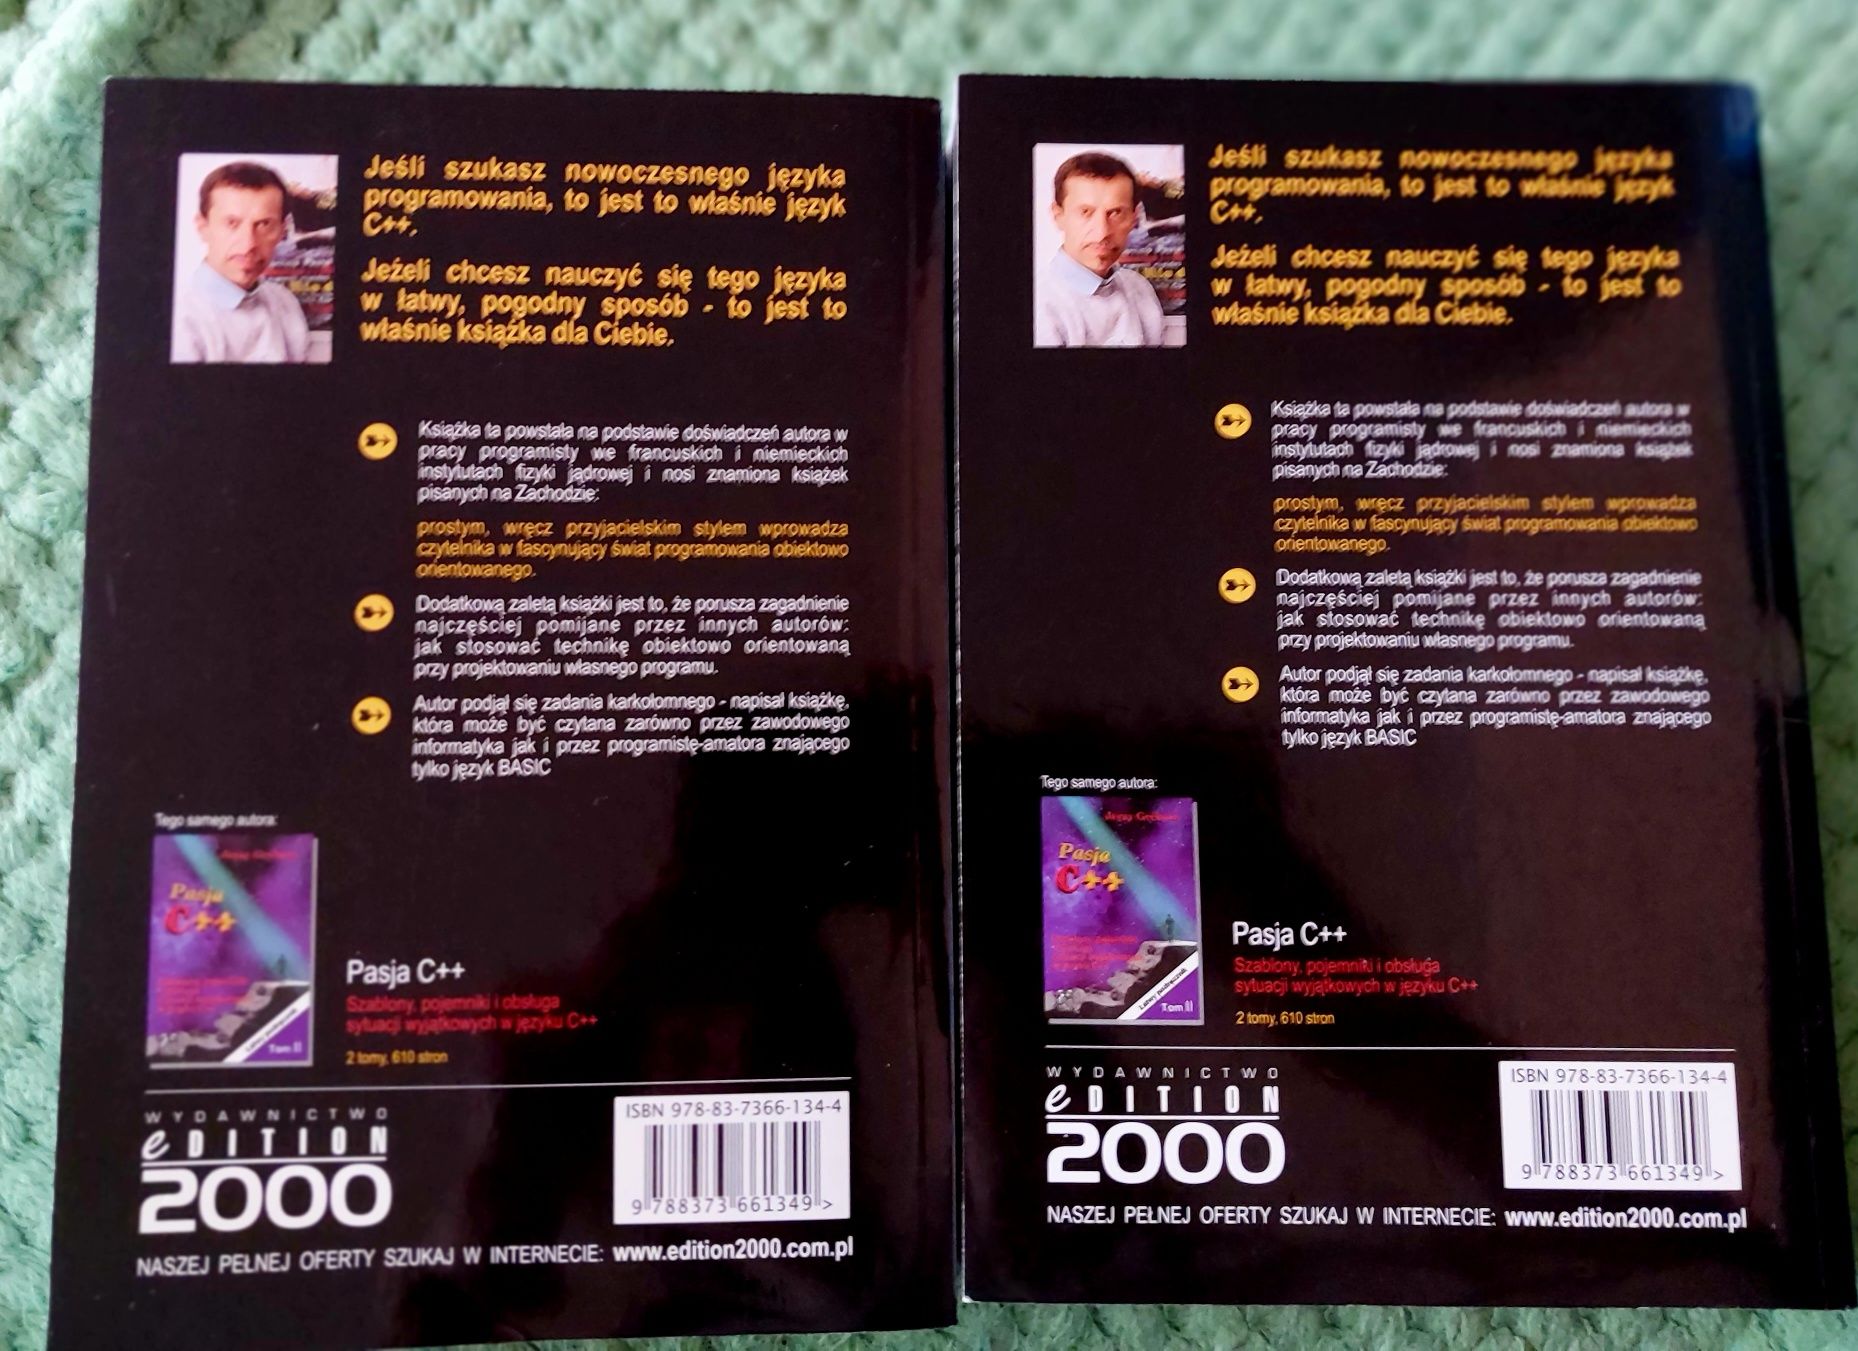 Jeśli szukasz nowoczesnego języka
programowania, to jest to właśnie język
C++.
Jeżeli chcesz nauczyć się tego języka
w łatwy, pogodny sposób - to jest to
właśnie książka dla Ciebie.
Książka ta powstała na podstawie doświadczeń autora w
pracy programisty we francuskich i niemieckich
instytutach fizyki jądrowej i nosi znamiona książek
pisanych na Zachodzie:
prostym, wręcz przyjacielskim stylem wprowadza
czytelnika w fascynujący świat programowania obiektowo
orientowanego.
Dodatkową zaletą książki jest to, że porusza zagadnienie
najczęściej pomijane przez innych autorów:
jak stosować technikę obiektowo orientowaną
przy projektowaniu własnego programu.
Autor podjął się zadania karkołomnego - napisał książkę,
która może być czytana zarówno przez zawodowego
informatyka jak i przez programistę-amatora znającego
tylko język BASIC
Tego samego autora:
Pasja
C++
Tom II
Pasja C++
Szablony, pojemniki i obsługa
sytuacji wyjątkowych w języku C++
2 tomy, 610 stron
WYDAWNICTWO
eDITION
2000
ISBN 978-83-7366-134-4
9 788373 661349 >
NASZEJ PEŁNEJ OFERTY SZUKAJ W INTERNECIE: www.edition2000.com.pl
Jeśli szukasz nowoczesnego języka
programowania, to jest to właśnie język
C++.
Jeżeli chcesz nauczyć się tego języka
w łatwy, pogodny sposób - to jest to
właśnie książka dla Ciebie.
Książka ta powstała na podstawie doświadczeń autora w
pracy programisty we francuskich i niemieckich
instytutach fizyki jądrowej i nosi znamiona książek
pisanych na Zachodzie:
prostym, wręcz przyjacielskim stylem wprowadza
czytelnika w fascynujący świat programowania obiektowo
orientowanego.
Dodatkową zaletą książki jest to, że porusza zagadnienie
najczęściej pomijane przez innych autorów:
jak stosować technikę obiektowo orientowaną
przy projektowaniu własnego programu.
Autor podjął się zadania karkołomnego - napisał książkę,
która może być czytana zarówno przez zawodowego
informatyka jak i przez programistę-amatora znającego
tylko język BASIC
Tego samego autora:
Pasja
C++
Łatwy podręcznik
Tom II
Pasja C++
Szablony, pojemniki i obsługa
sytuacji wyjątkowych w języku C++
2 tomy, 610 stron
WYDAWNICTWO
eDITION
2000
ISBN 978-83-7366-134-4
9 788373 661349 >
NASZEJ PEŁNEJ OFERTY SZUKAJ W INTERNECIE: www.edition2000.com.pl